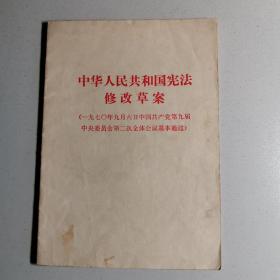 中华人民共和国宪法
修改草案
(一九七〇年九月六日中国共产党第九届
中央委员会第二次全体会议基本通过)